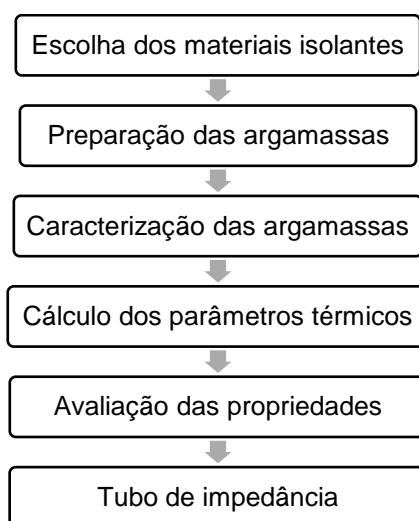 Escolha dos materiais isolantes
Preparação das argamassas
Caracterização das argamassas
Cálculo dos parâmetros térmicos
Avaliação das propriedades
Tubo de impedância